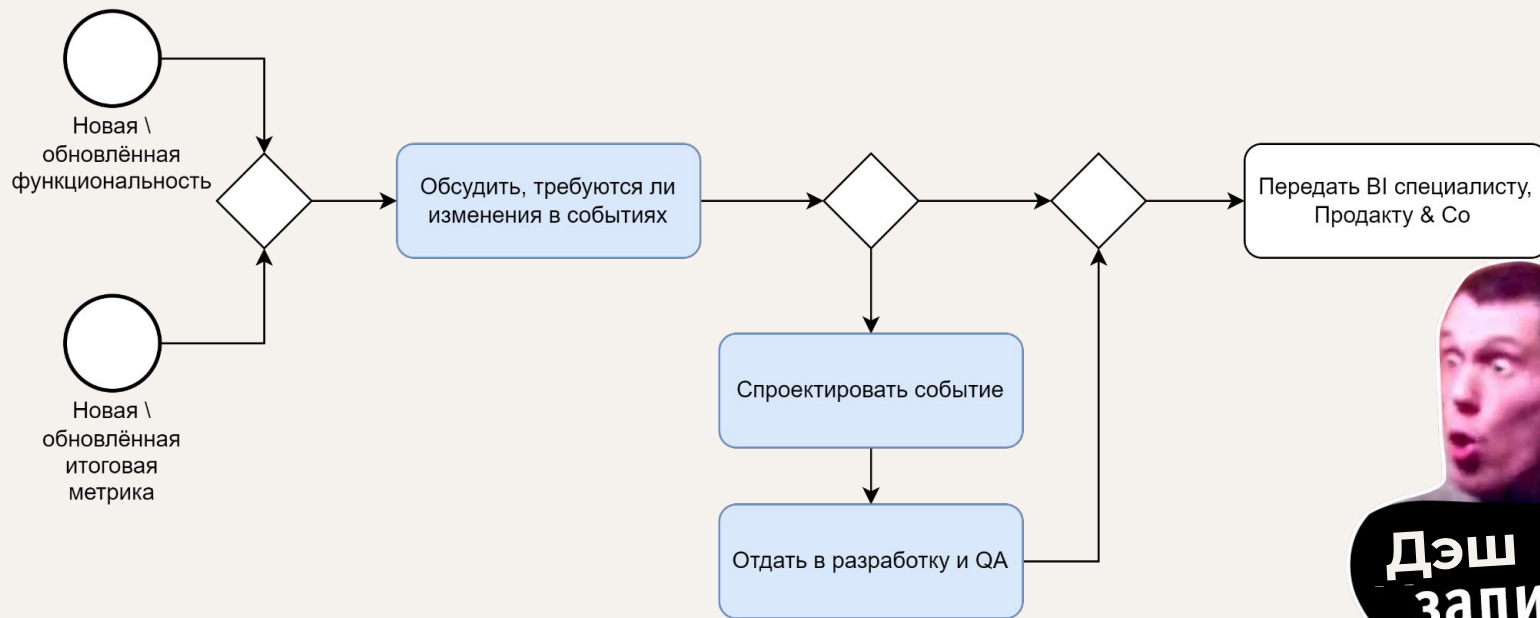 Новая \
обновлённая
функциональность
Обсудить, требуются ли
изменения в событиях
Передать BI специалисту,
Продакту & Co
Новая \
обновлённая
итоговая
метрика
Спроектировать событие
Отдать в разработку и QA
Дэш